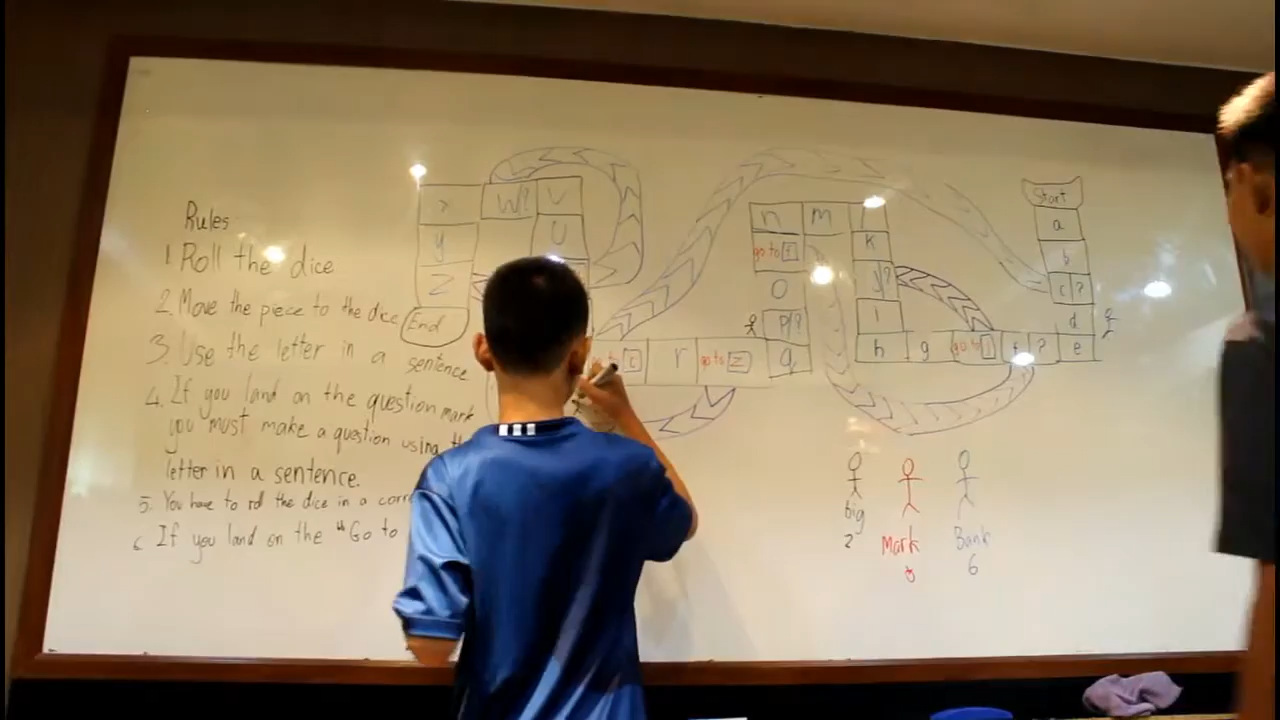 Rules
1. Roll the dice
2. Move the piece to the dice
3. Use the letter in a sentence
4. If you land on the question mark
you must make a question using
letter in a sentence.
5. You have to roll the dice in a
6. If you land on the "Go to
W? V
y U
Z
End
go to c r go to z q
n m
go to f k
O j?
P? i
h g go to j f ? e
Start
a
b
c ?
d
Big Mark Bank
2 6